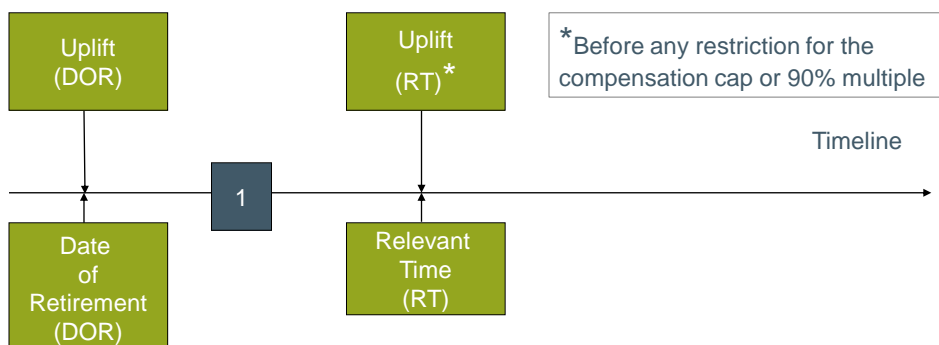 Uplift
(DOR)
Uplift
(RT)*
*Before any restriction for the
compensation cap or 90% multiple
Timeline
1
Date
of
Retirement
(DOR)
Relevant
Time
(RT)